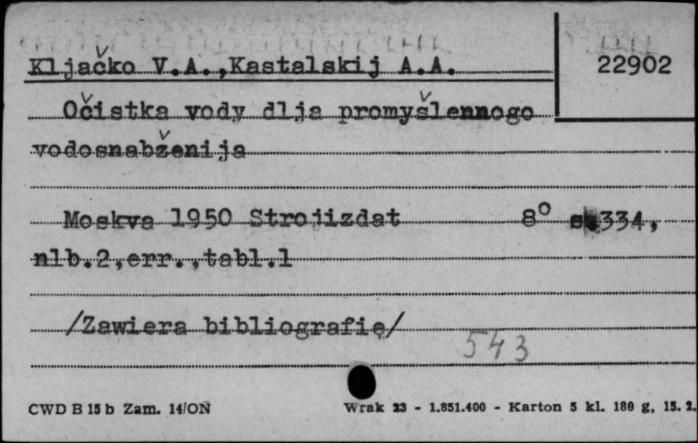 Kljačko V.A.,Kastalskij A.A.
22902
Očistka vody dlja promyšlennogo
vodosnabženija
Moskva 1950 Strojizdat 8° s.334,
nlb.2,err.,tabl.1
/Zawiera bibliografię/
543
CWD B 15 b Zam. 14/ON Wrak 23 - 1.851.400 - Karton 5 kl. 180 g, 15. 2.